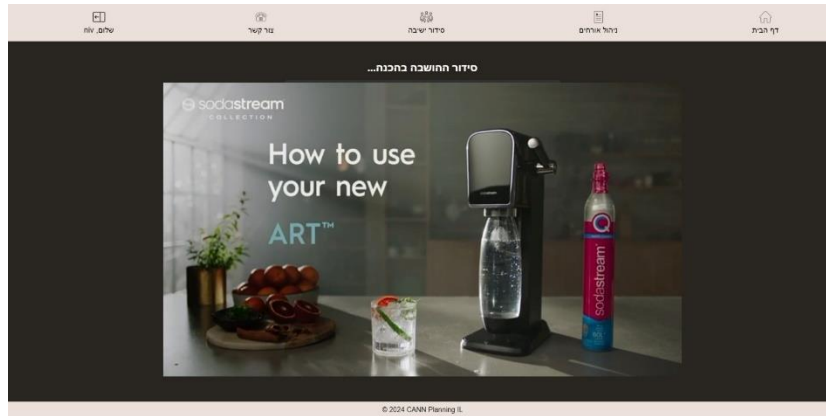 דף הבית
ניהול אורחים
סידור ישיבה
צור קשר
שלום, niv
סידור ההושבה בהכנה...
sodastream
COLLECTION
How to use
your new
ART™
sodastream
© 2024 CANN Planning IL